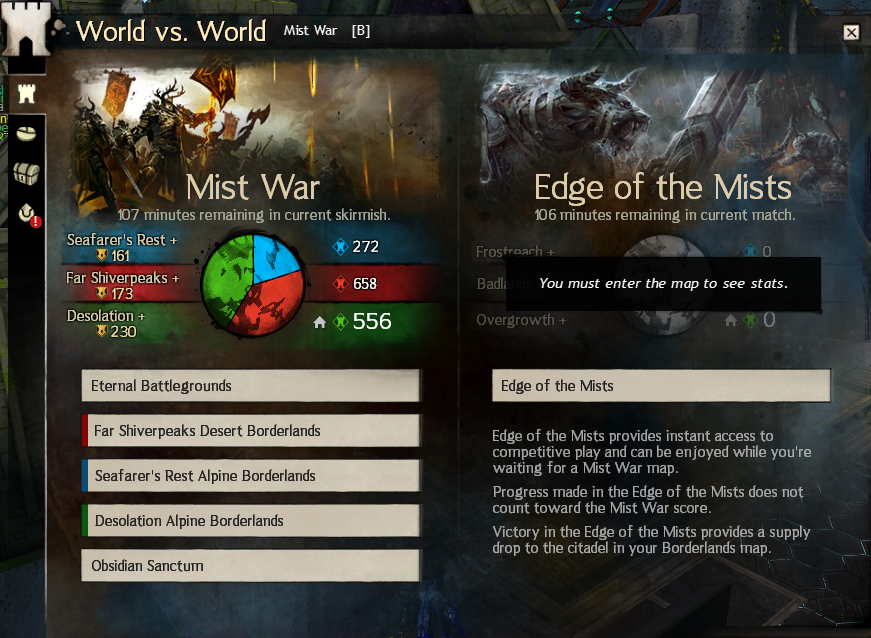 World vs. World Mist War [B]
Mist War
107 minutes remaining in current skirmish.
Seafarer's Rest +
161
272
Far Shiverpeaks +
173
658
Desolation +
230
556
Eternal Battlegrounds
Far Shiverpeaks Desert Borderlands
Seafarer's Rest Alpine Borderlands
Desolation Alpine Borderlands
Obsidian Sanctum
Edge of the Mists
106 minutes remaining in current match.
Frostreach +
0
You must enter the map to see stats.
Overgrowth +
0
Edge of the Mists
Edge of the Mists provides instant access to
competitive play and can be enjoyed while you're
waiting for a Mist War map.
Progress made in the Edge of the Mists does not
count toward the Mist War score.
Victory in the Edge of the Mists provides a supply
drop to the citadel in your Borderlands map.